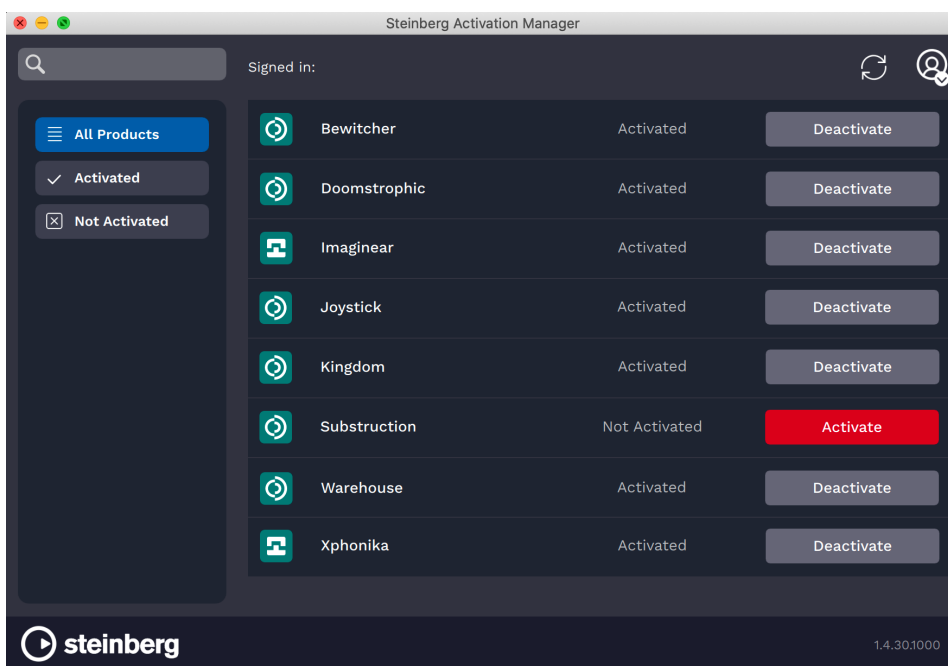 Steinberg Activation Manager
Signed in:
All Products
Activated
Not Activated
Bewitcher Activated Deactivate
Doomstrophic Activated Deactivate
Imaginear Activated Deactivate
Joystick Activated Deactivate
Kingdom Activated Deactivate
Substruction Not Activated Activate
Warehouse Activated Deactivate
Xphonika Activated Deactivate
steinberg
1.4.30.1000